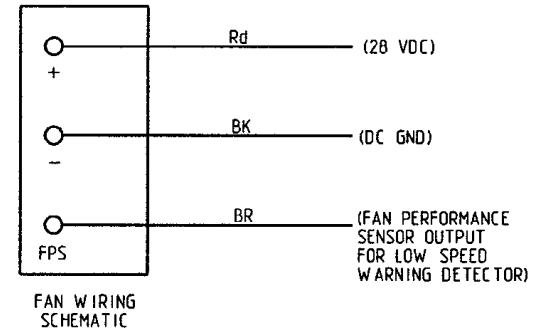 Rd
(28 VDC)
+
BK
(DC GND)
-
BR
(FAN PERFORMANCE
SENSOR OUTPUT
FOR LOW SPEED
WARNING DETECTOR)
FPS
FAN WIRING
SCHEMATIC